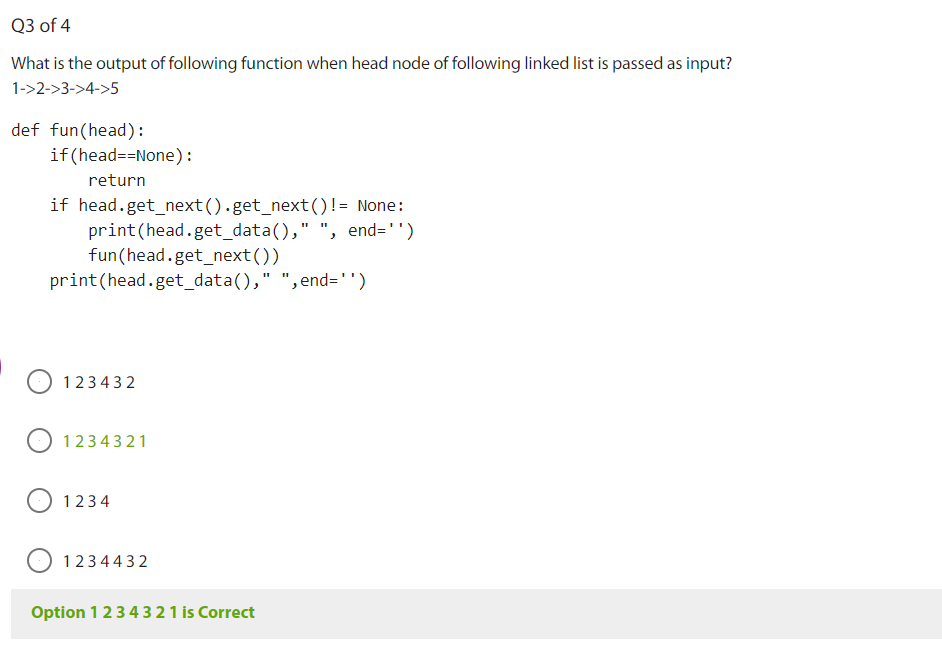 Q3 of 4
What is the output of following function when head node of following linked list is passed as input?
1->2->3->4->5
def fun(head):
    if(head==None):
        return
    if head.get_next().get_next()!= None:
        print(head.get_data()," ", end='')
        fun(head.get_next())
    print(head.get_data()," ",end='')
1 2 3 4 3 2
1 2 3 4 3 2 1
1 2 3 4
1 2 3 4 4 3 2
Option 1 2 3 4 3 2 1 is Correct